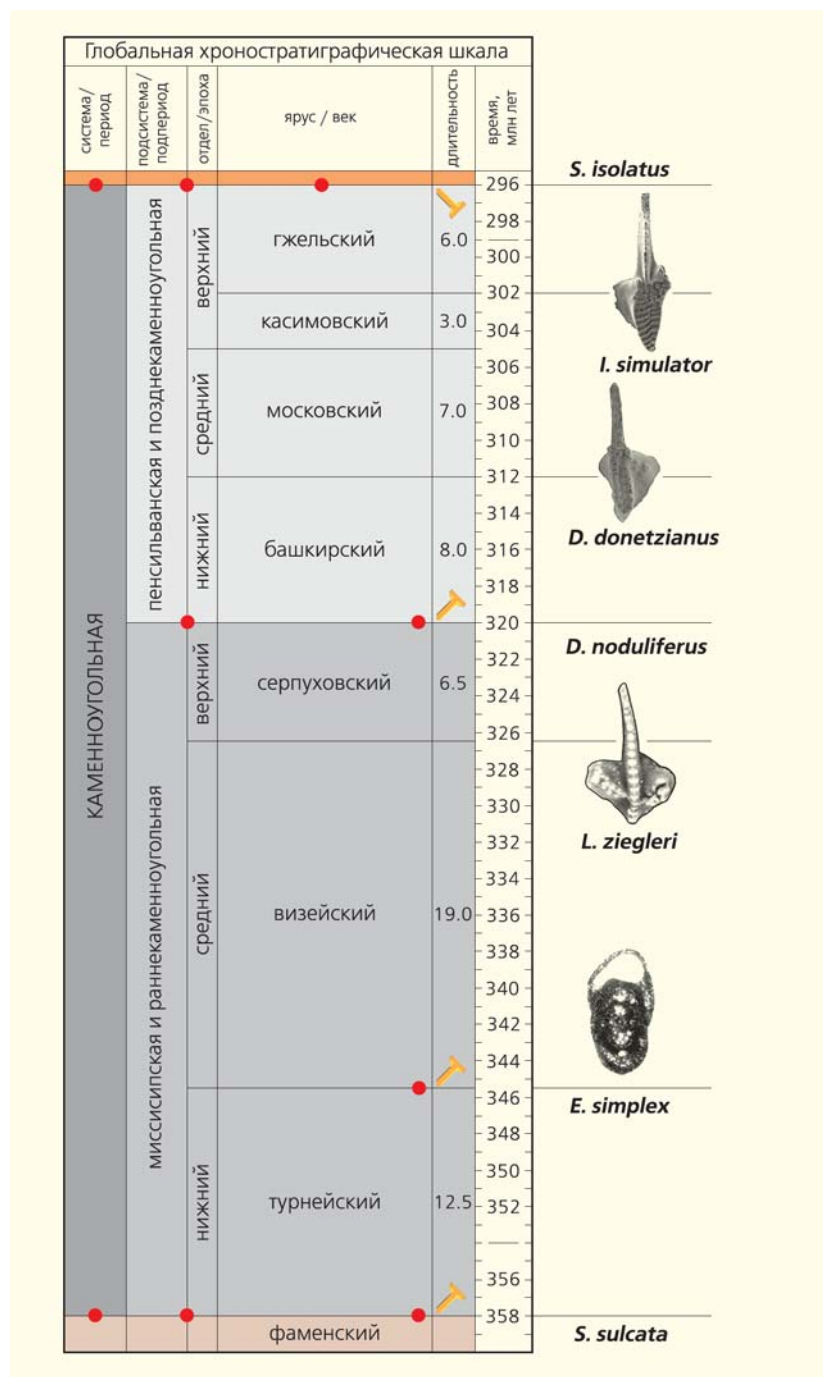 Глобальная хроностратиграфическая шкала
система/
период
подсистема/
подпериод
отдел/эпоха
ярус / век
длительность
время,
млн лет
КАМЕННОУГОЛЬНАЯ
пенсильванская и позднекаменноугольная
миссисипская и раннекаменноугольная
верхний
средний
нижний
верхний
средний
нижний
гжельский
6.0
касимовский
3.0
московский
7.0
башкирский
8.0
серпуховский
6.5
визейский
19.0
турнейский
12.5
фаменский
296
298
300
302
304
306
308
310
312
314
316
318
320
322
324
326
328
330
332
334
336
338
340
342
344
346
348
350
352
356
358
S. isolatus
I. simulator
D. donetzianus
D. noduliferus
L. ziegleri
E. simplex
S. sulcata